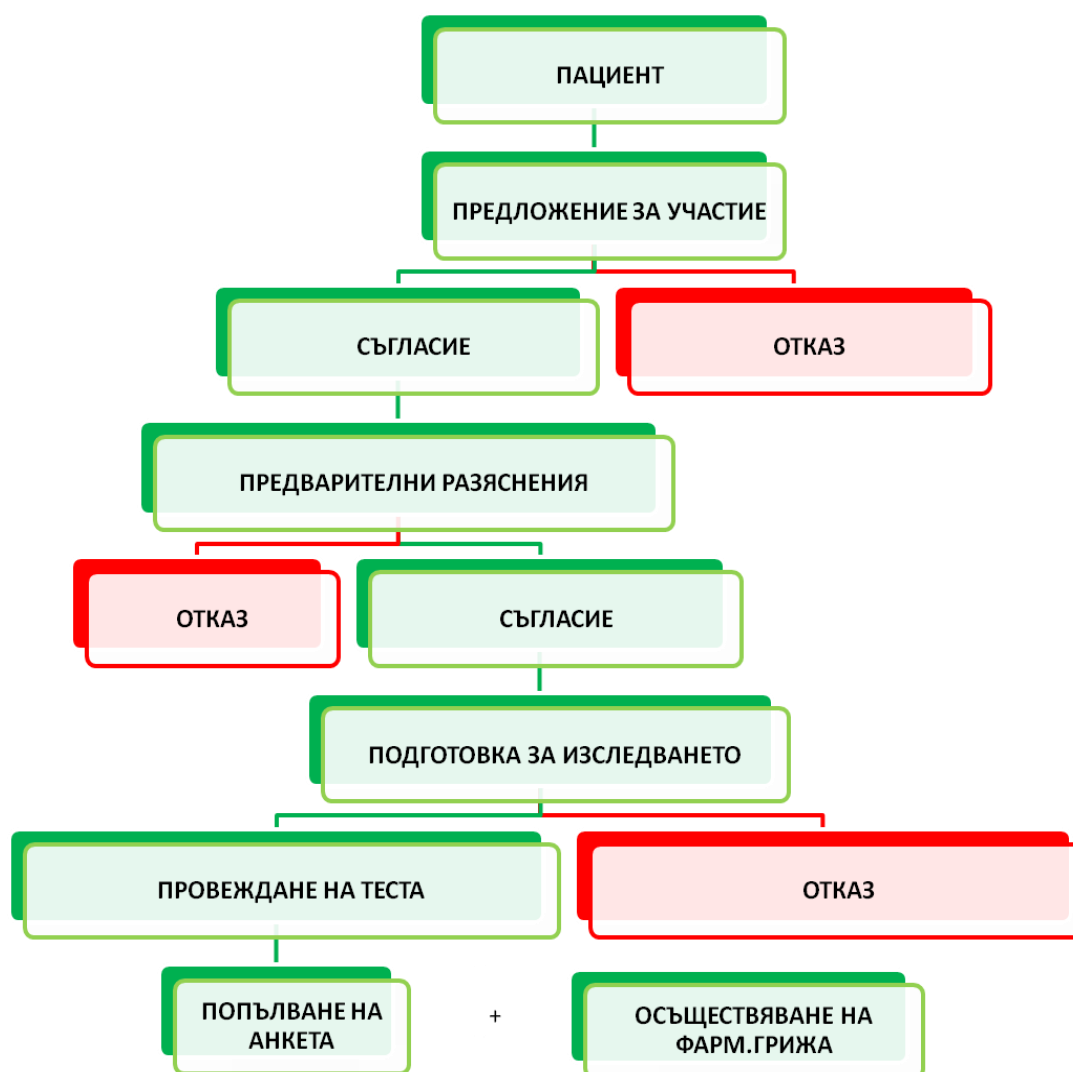 ПАЦИЕНТ
ПРЕДЛОЖЕНИЕ ЗА УЧАСТИЕ
СЪГЛАСИЕ
ОТКАЗ
ПРЕДВАРИТЕЛНИ РАЗЯСНЕНИЯ
ОТКАЗ
СЪГЛАСИЕ
ПОДГОТОВКА ЗА ИЗСЛЕДВАНЕТО
ПРОВЕЖДАНЕ НА ТЕСТА
ОТКАЗ
ПОПЪЛВАНЕ НА
АНКЕТА
+
ОСЪЩЕСТВЯВАНЕ НА
ФАРМ.ГРИЖА